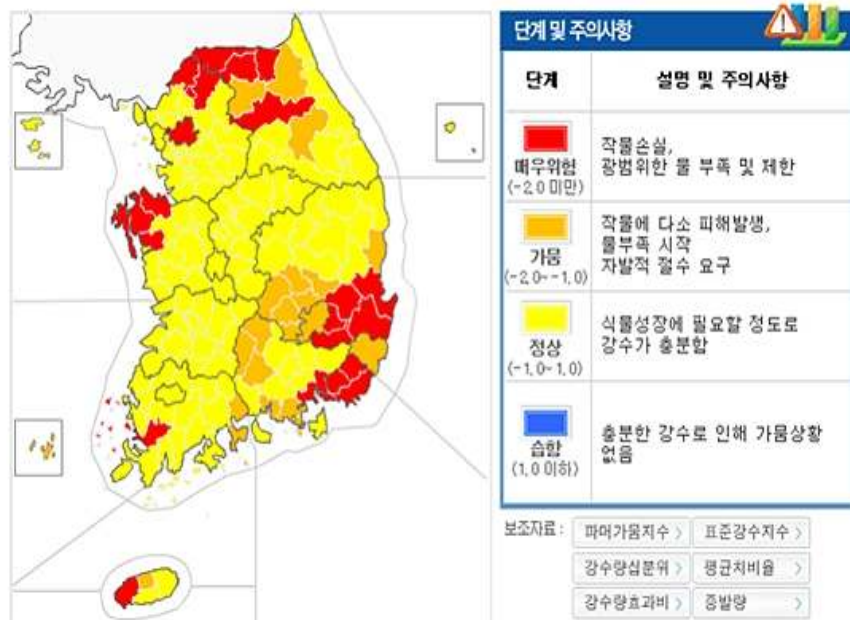 단계 및 주의사항
단계
설명 및 주의사항
매우위험
(-2.0 미만)
작물손실,
광범위한 물 부족 및 제한
가뭄
(-2.0~-1.0)
작물에 다소 피해발생,
물부족 시작
자발적 절수 요구
정상
(-1.0~1.0)
식물성장에 필요할 정도로
강수가 충분함
습함
(1.0 이하)
충분한 강수로 인해 가뭄상황
없음
보조자료 :
파머가뭄지수 >
표준강수지수 >
강수량십분위 >
평균치비율 >
강수량효과비 >
증발량 >